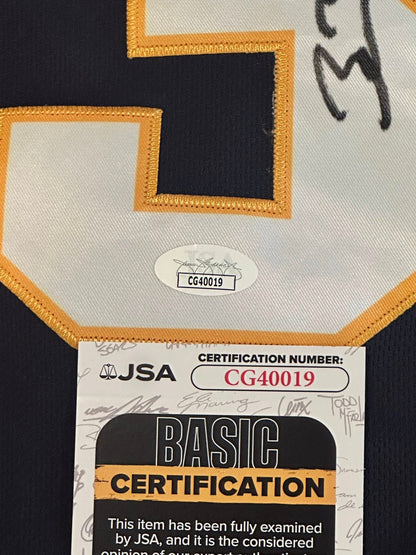 33
CG40019
JSA
CERTIFICATION NUMBER:
CG40019
BASIC
CERTIFICATION
This item has been fully examined
by JSA, and it is the considered